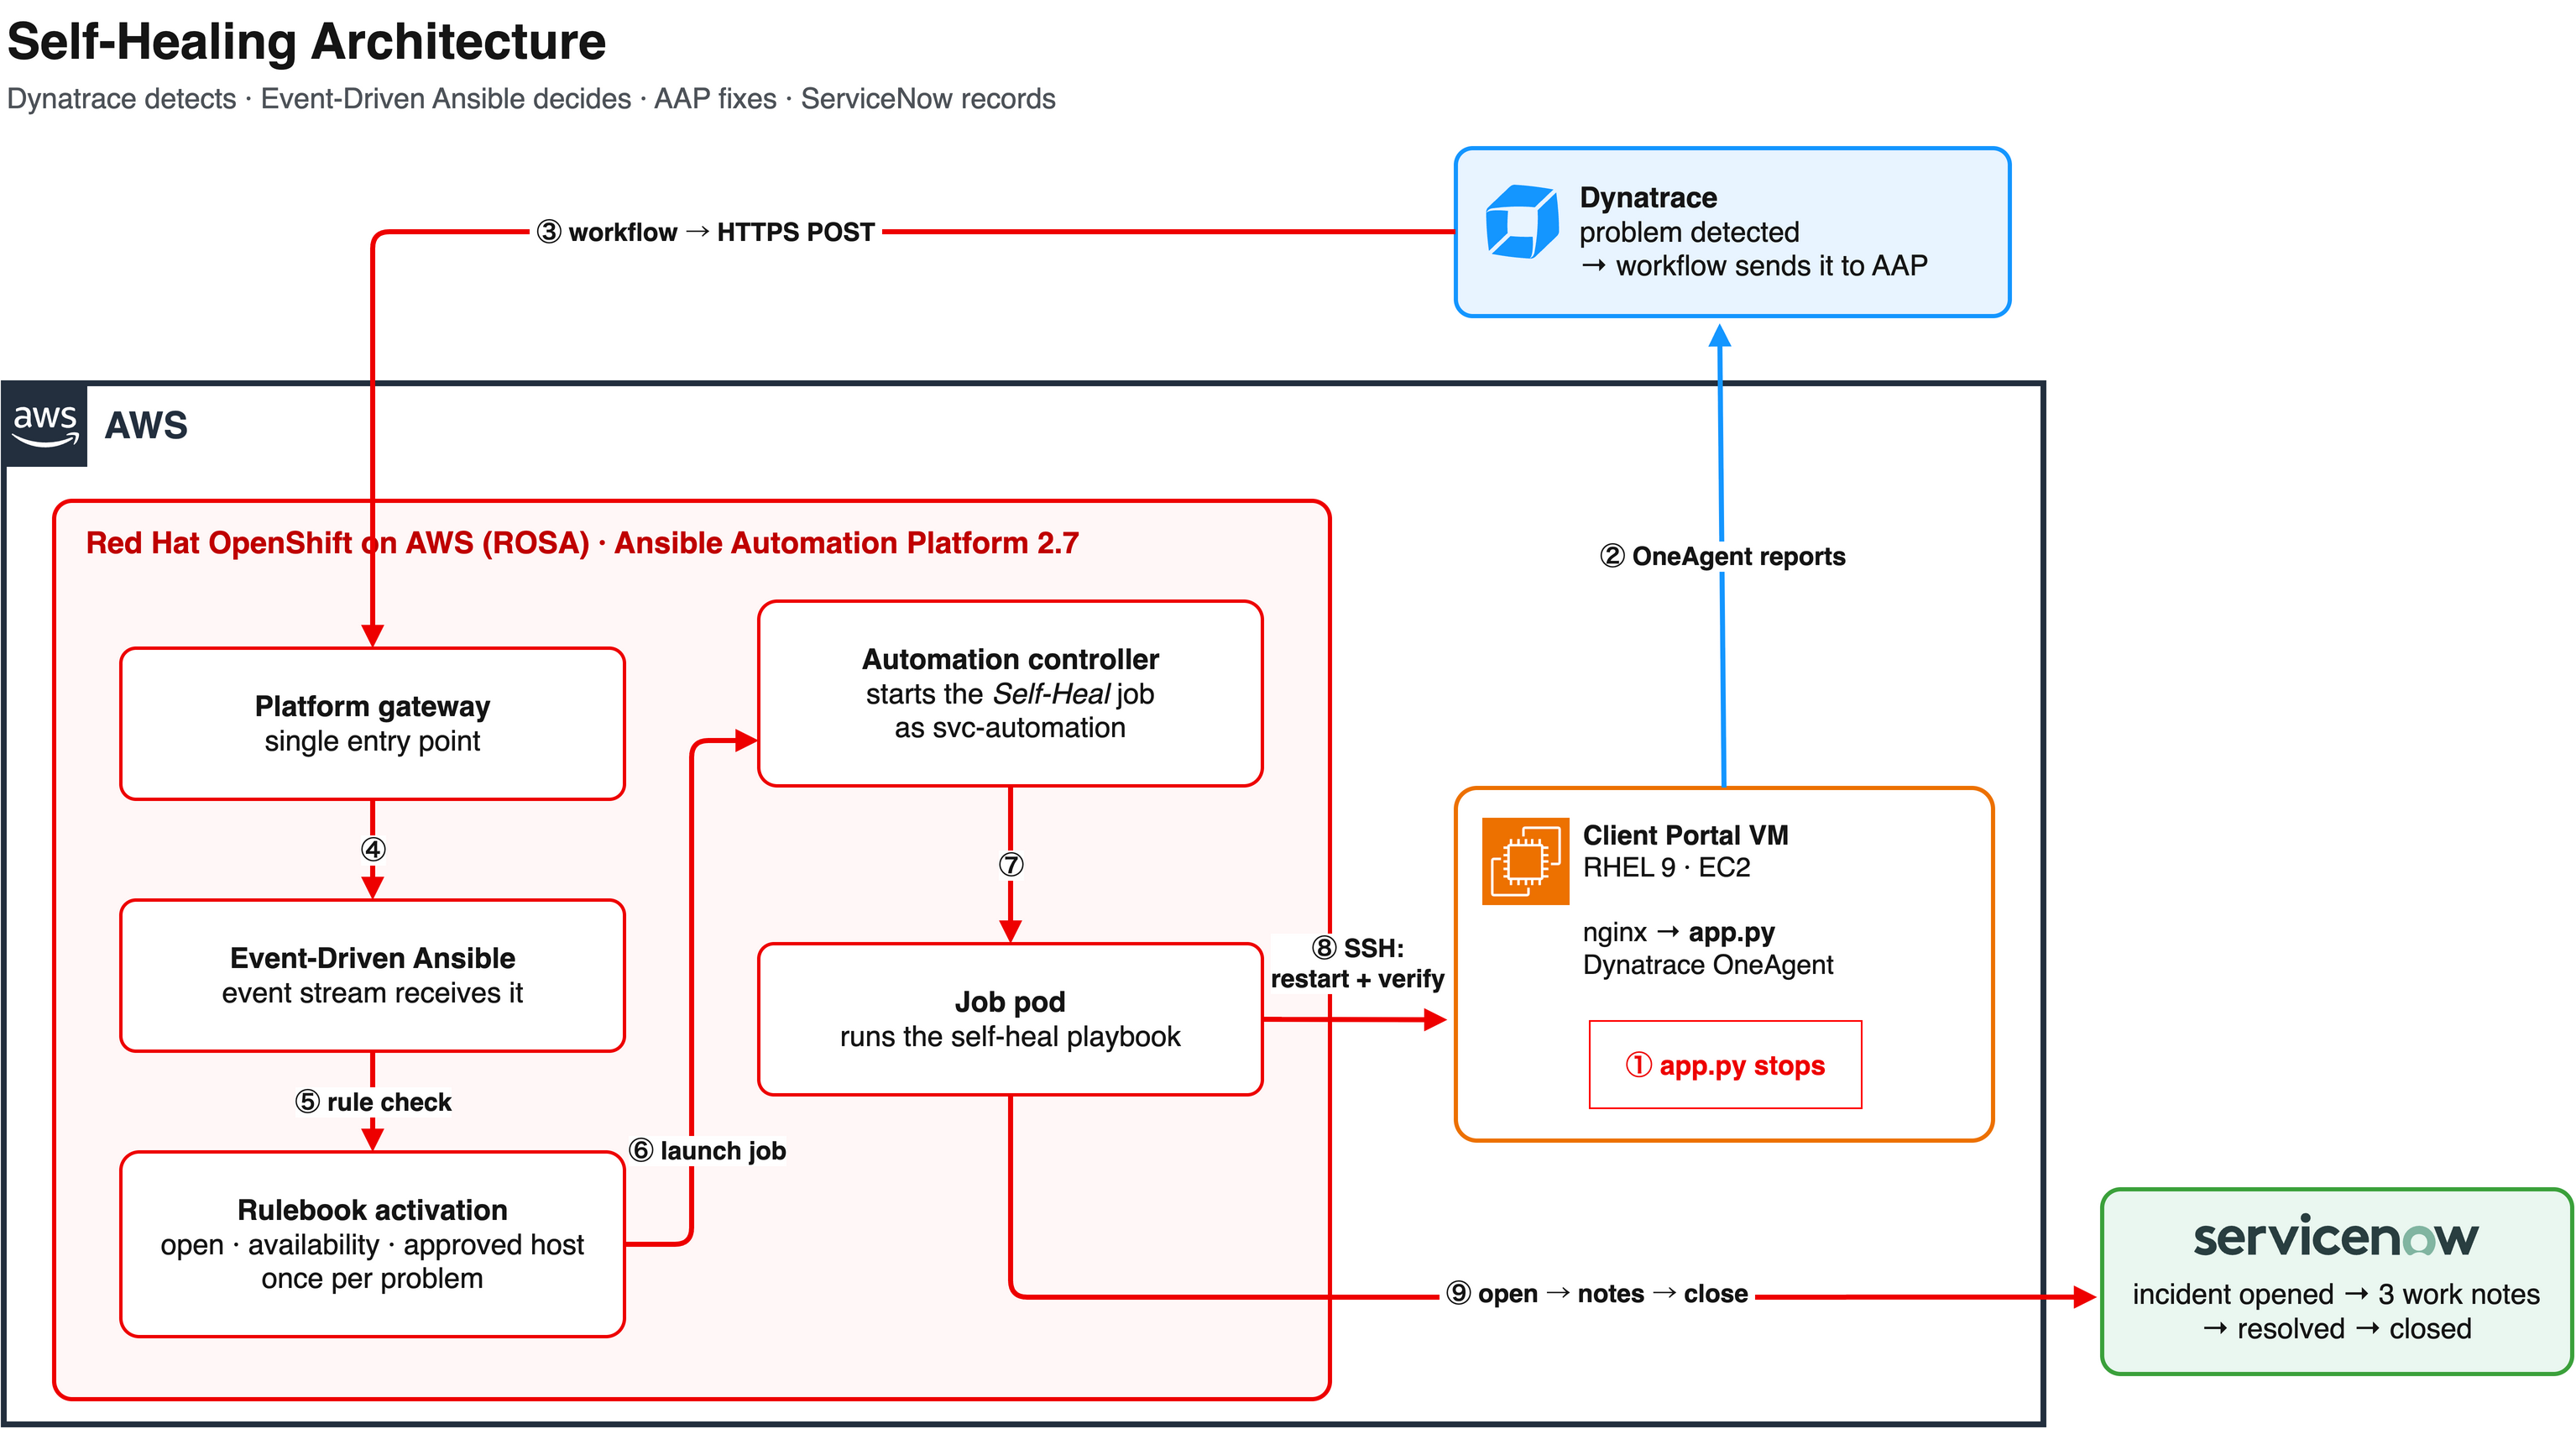 Self-Healing Architecture
Dynatrace detects · Event-Driven Ansible decides · AAP fixes · ServiceNow records
Dynatrace
problem detected
→ workflow sends it to AAP
③ workflow → HTTPS POST
aws
AWS
② OneAgent reports
Red Hat OpenShift on AWS (ROSA) · Ansible Automation Platform 2.7
Platform gateway
single entry point
④
Event-Driven Ansible
event stream receives it
⑤ rule check
Rulebook activation
open · availability · approved host
once per problem
⑥ launch job
Automation controller
starts the Self-Heal job
as svc-automation
⑦
Job pod
runs the self-heal playbook
⑧ SSH:
restart + verify
Client Portal VM
RHEL 9 · EC2
nginx → app.py
Dynatrace OneAgent
① app.py stops
⑨ open → notes → close
servicenow
incident opened → 3 work notes
→ resolved → closed